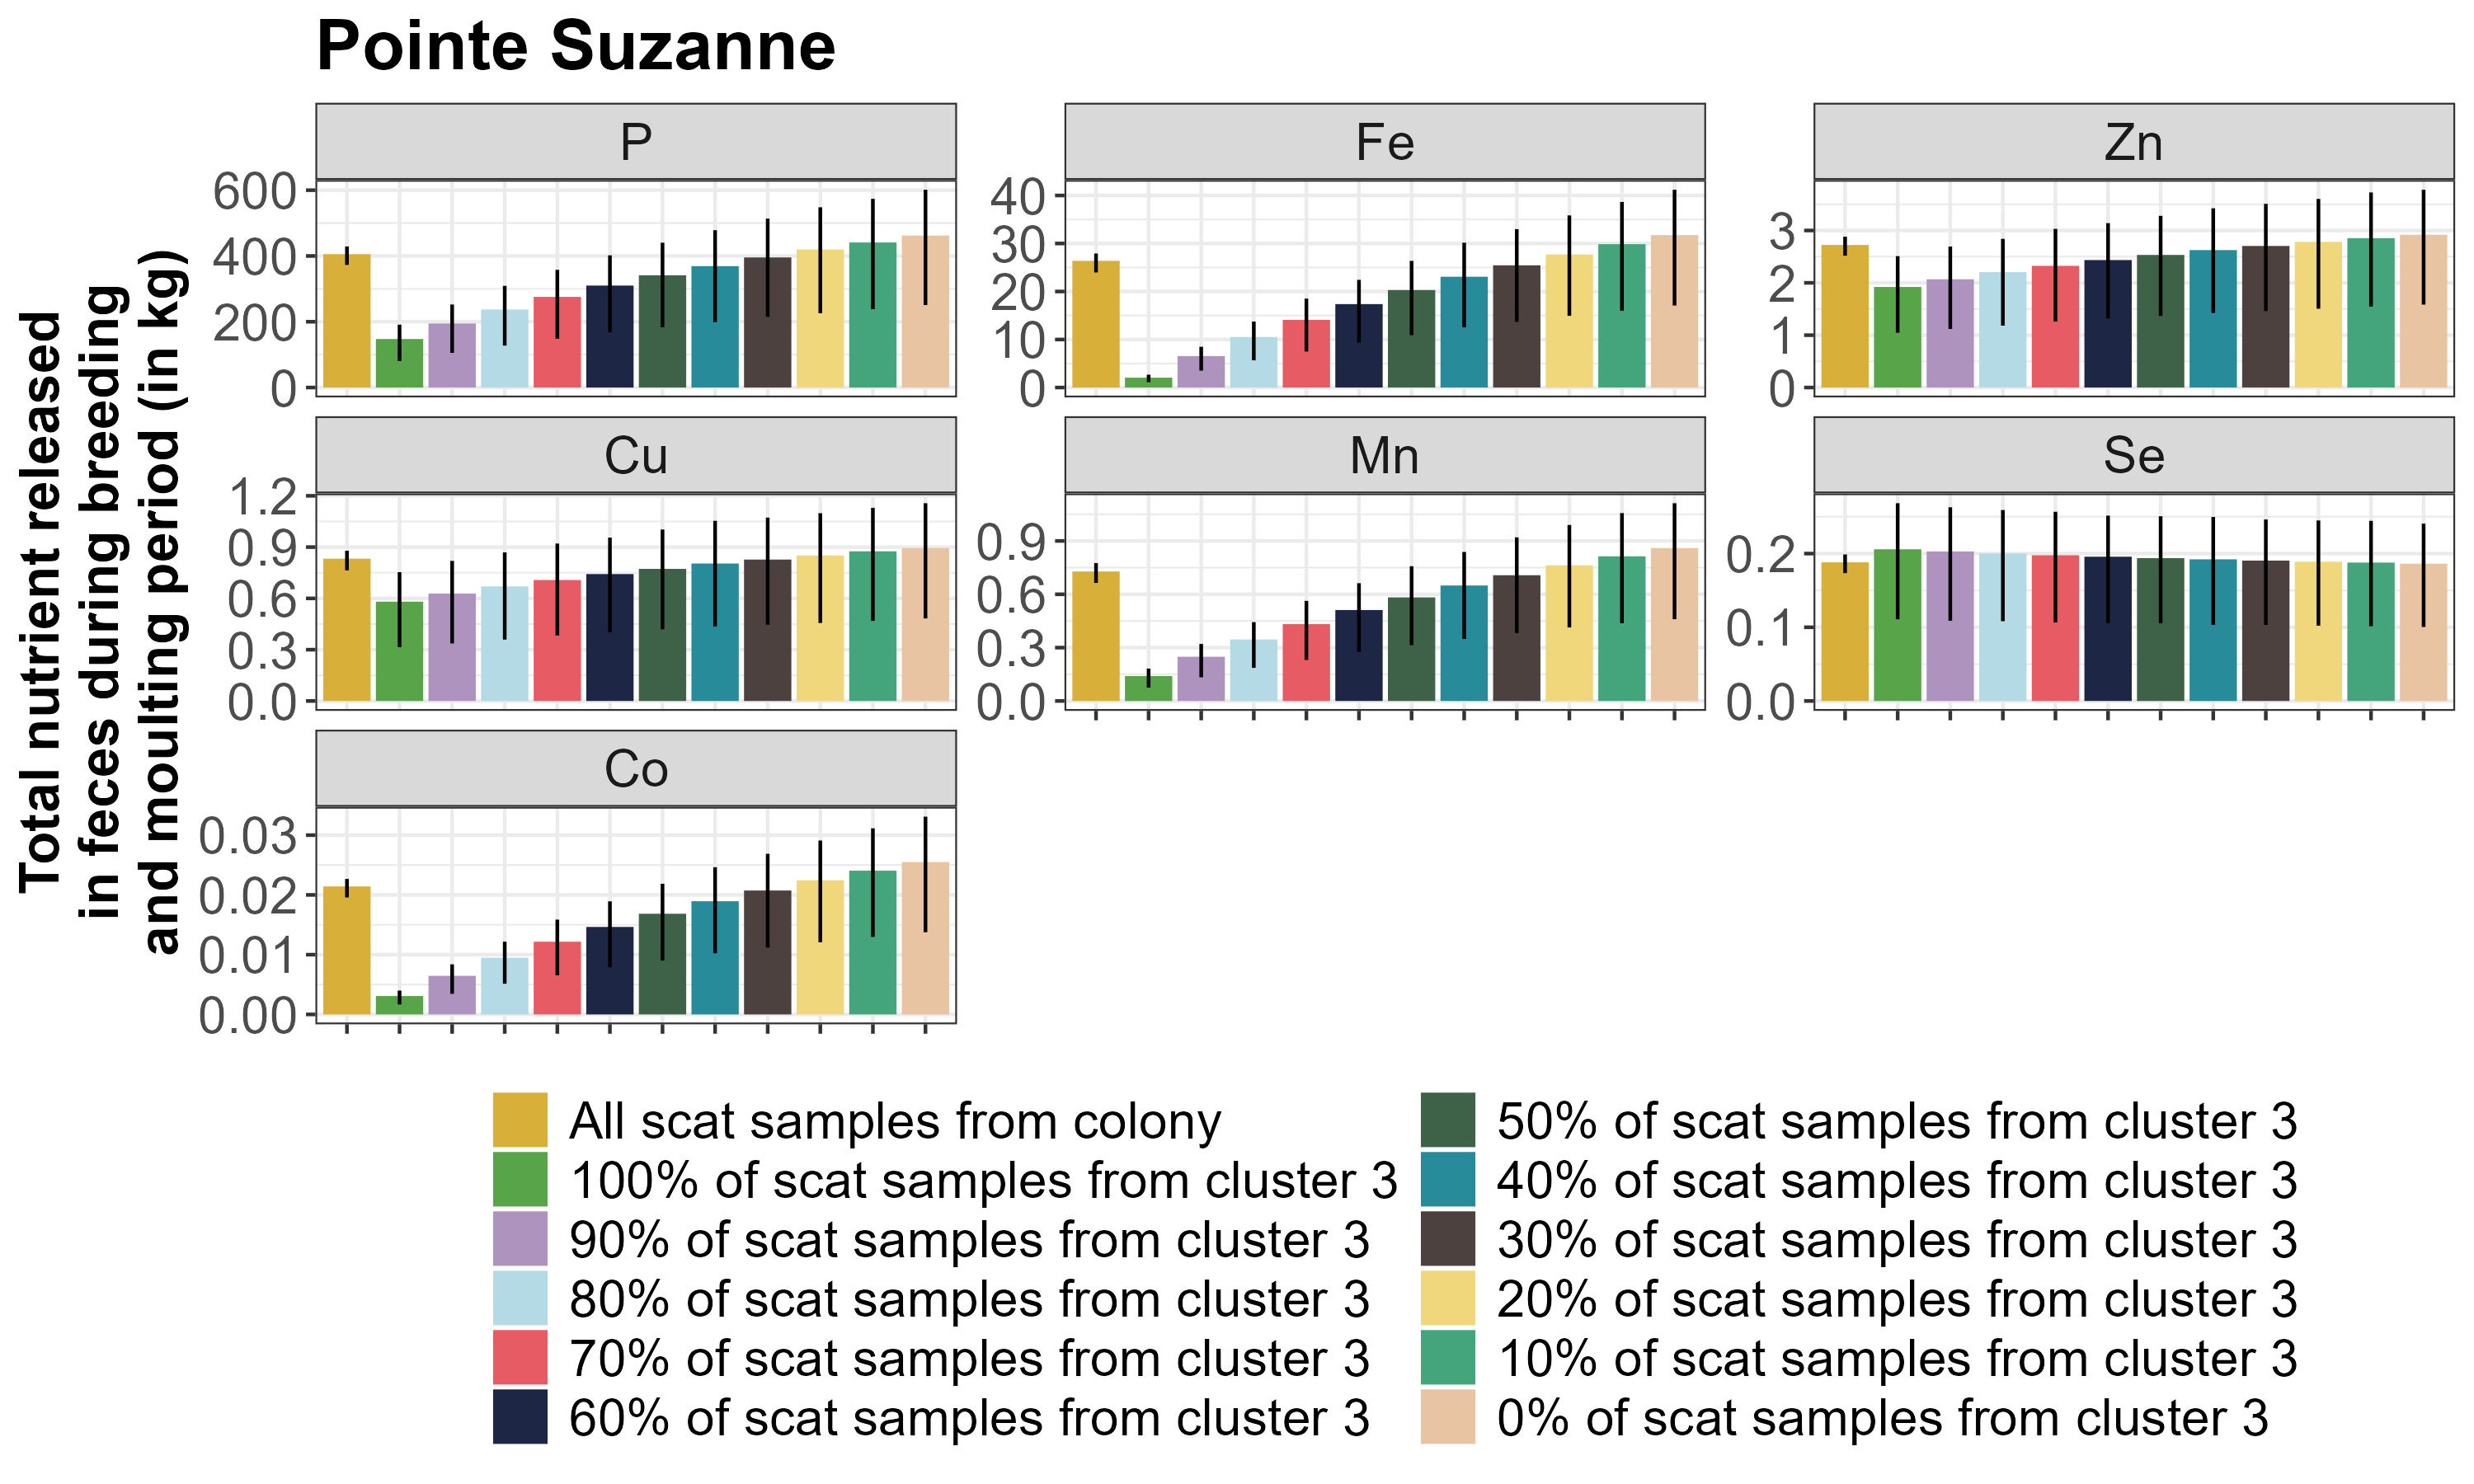 Pointe Suzanne
Total nutrient released
in feces during breeding
and moulting period (in kg)
P
600
400
200
0
Fe
40
30
20
10
0
Zn
3
2
1
0
Cu
1.2
0.9
0.6
0.3
0.0
Mn
0.9
0.6
0.3
0.0
Se
0.2
0.1
0.0
Co
0.03
0.02
0.01
0.00
All scat samples from colony
100% of scat samples from cluster 3
90% of scat samples from cluster 3
80% of scat samples from cluster 3
70% of scat samples from cluster 3
60% of scat samples from cluster 3
50% of scat samples from cluster 3
40% of scat samples from cluster 3
30% of scat samples from cluster 3
20% of scat samples from cluster 3
10% of scat samples from cluster 3
0% of scat samples from cluster 3